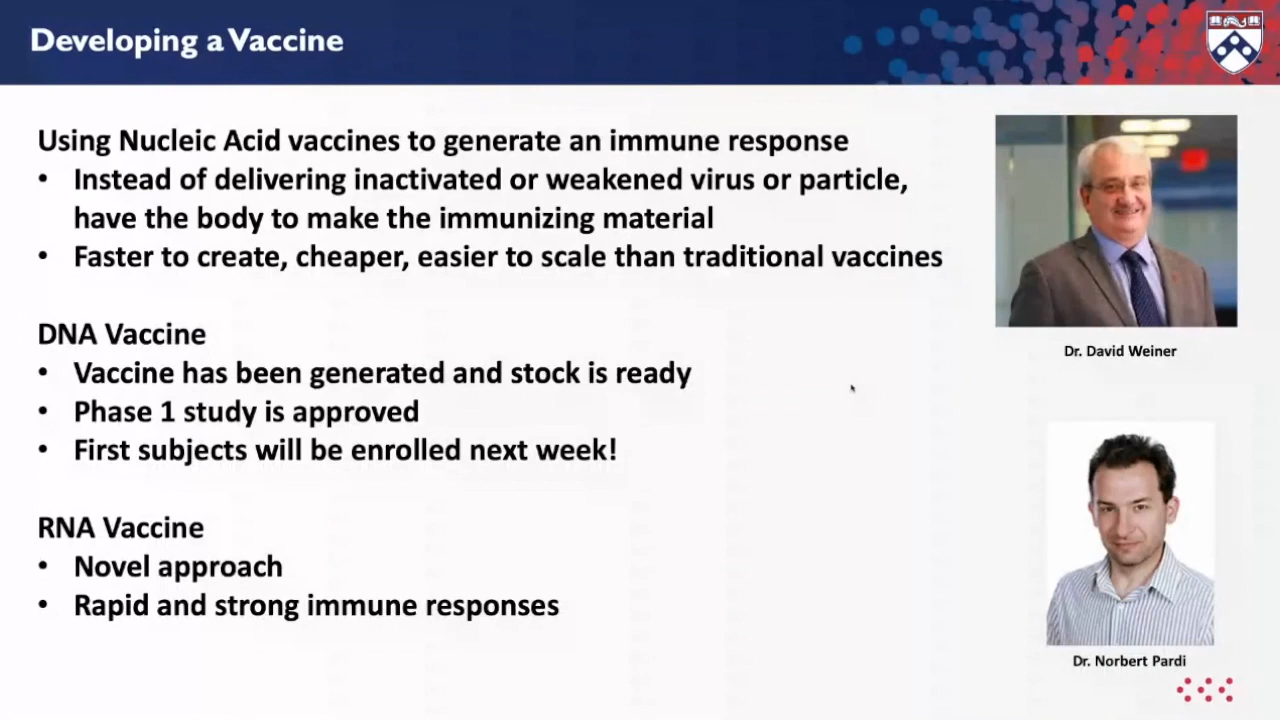 Developing a Vaccine
Using Nucleic Acid vaccines to generate an immune response
• Instead of delivering inactivated or weakened virus or particle,
have the body to make the immunizing material
• Faster to create, cheaper, easier to scale than traditional vaccines
DNA Vaccine
• Vaccine has been generated and stock is ready
• Phase 1 study is approved
• First subjects will be enrolled next week!
RNA Vaccine
• Novel approach
• Rapid and strong immune responses
Dr. David Weiner
Dr. Norbert Pardi